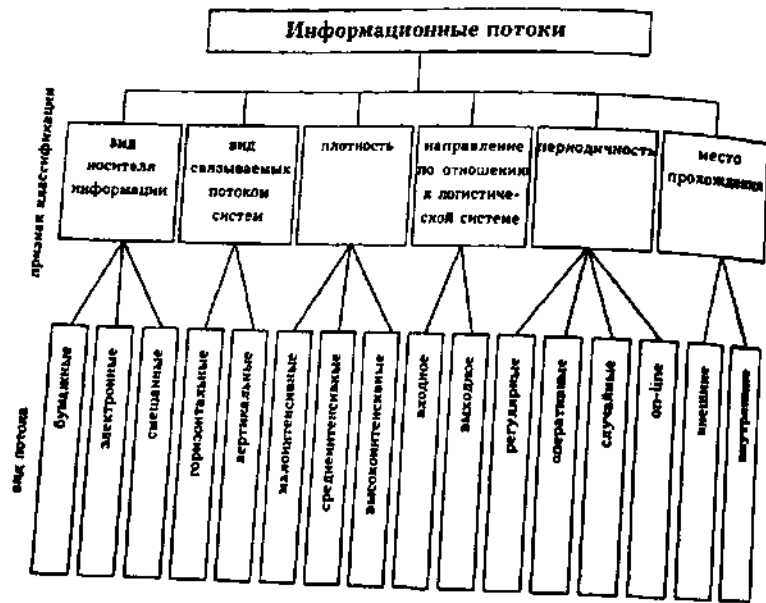 Информационные потоки
признак классификации
вид
носителя
информации
вид
связываемых
потоком
систем
плотность
направление
по отношению
к логистиче-
ской системе
периодичность
место
прохождения
вид потока
бумажные
электронные
смешанные
горизонтальные
вертикальные
малоинтенсивные
среднеинтенсивные
высокоинтенсивные
входное
выходное
регулярные
оперативные
случайные
on-line
внешние
внутренние